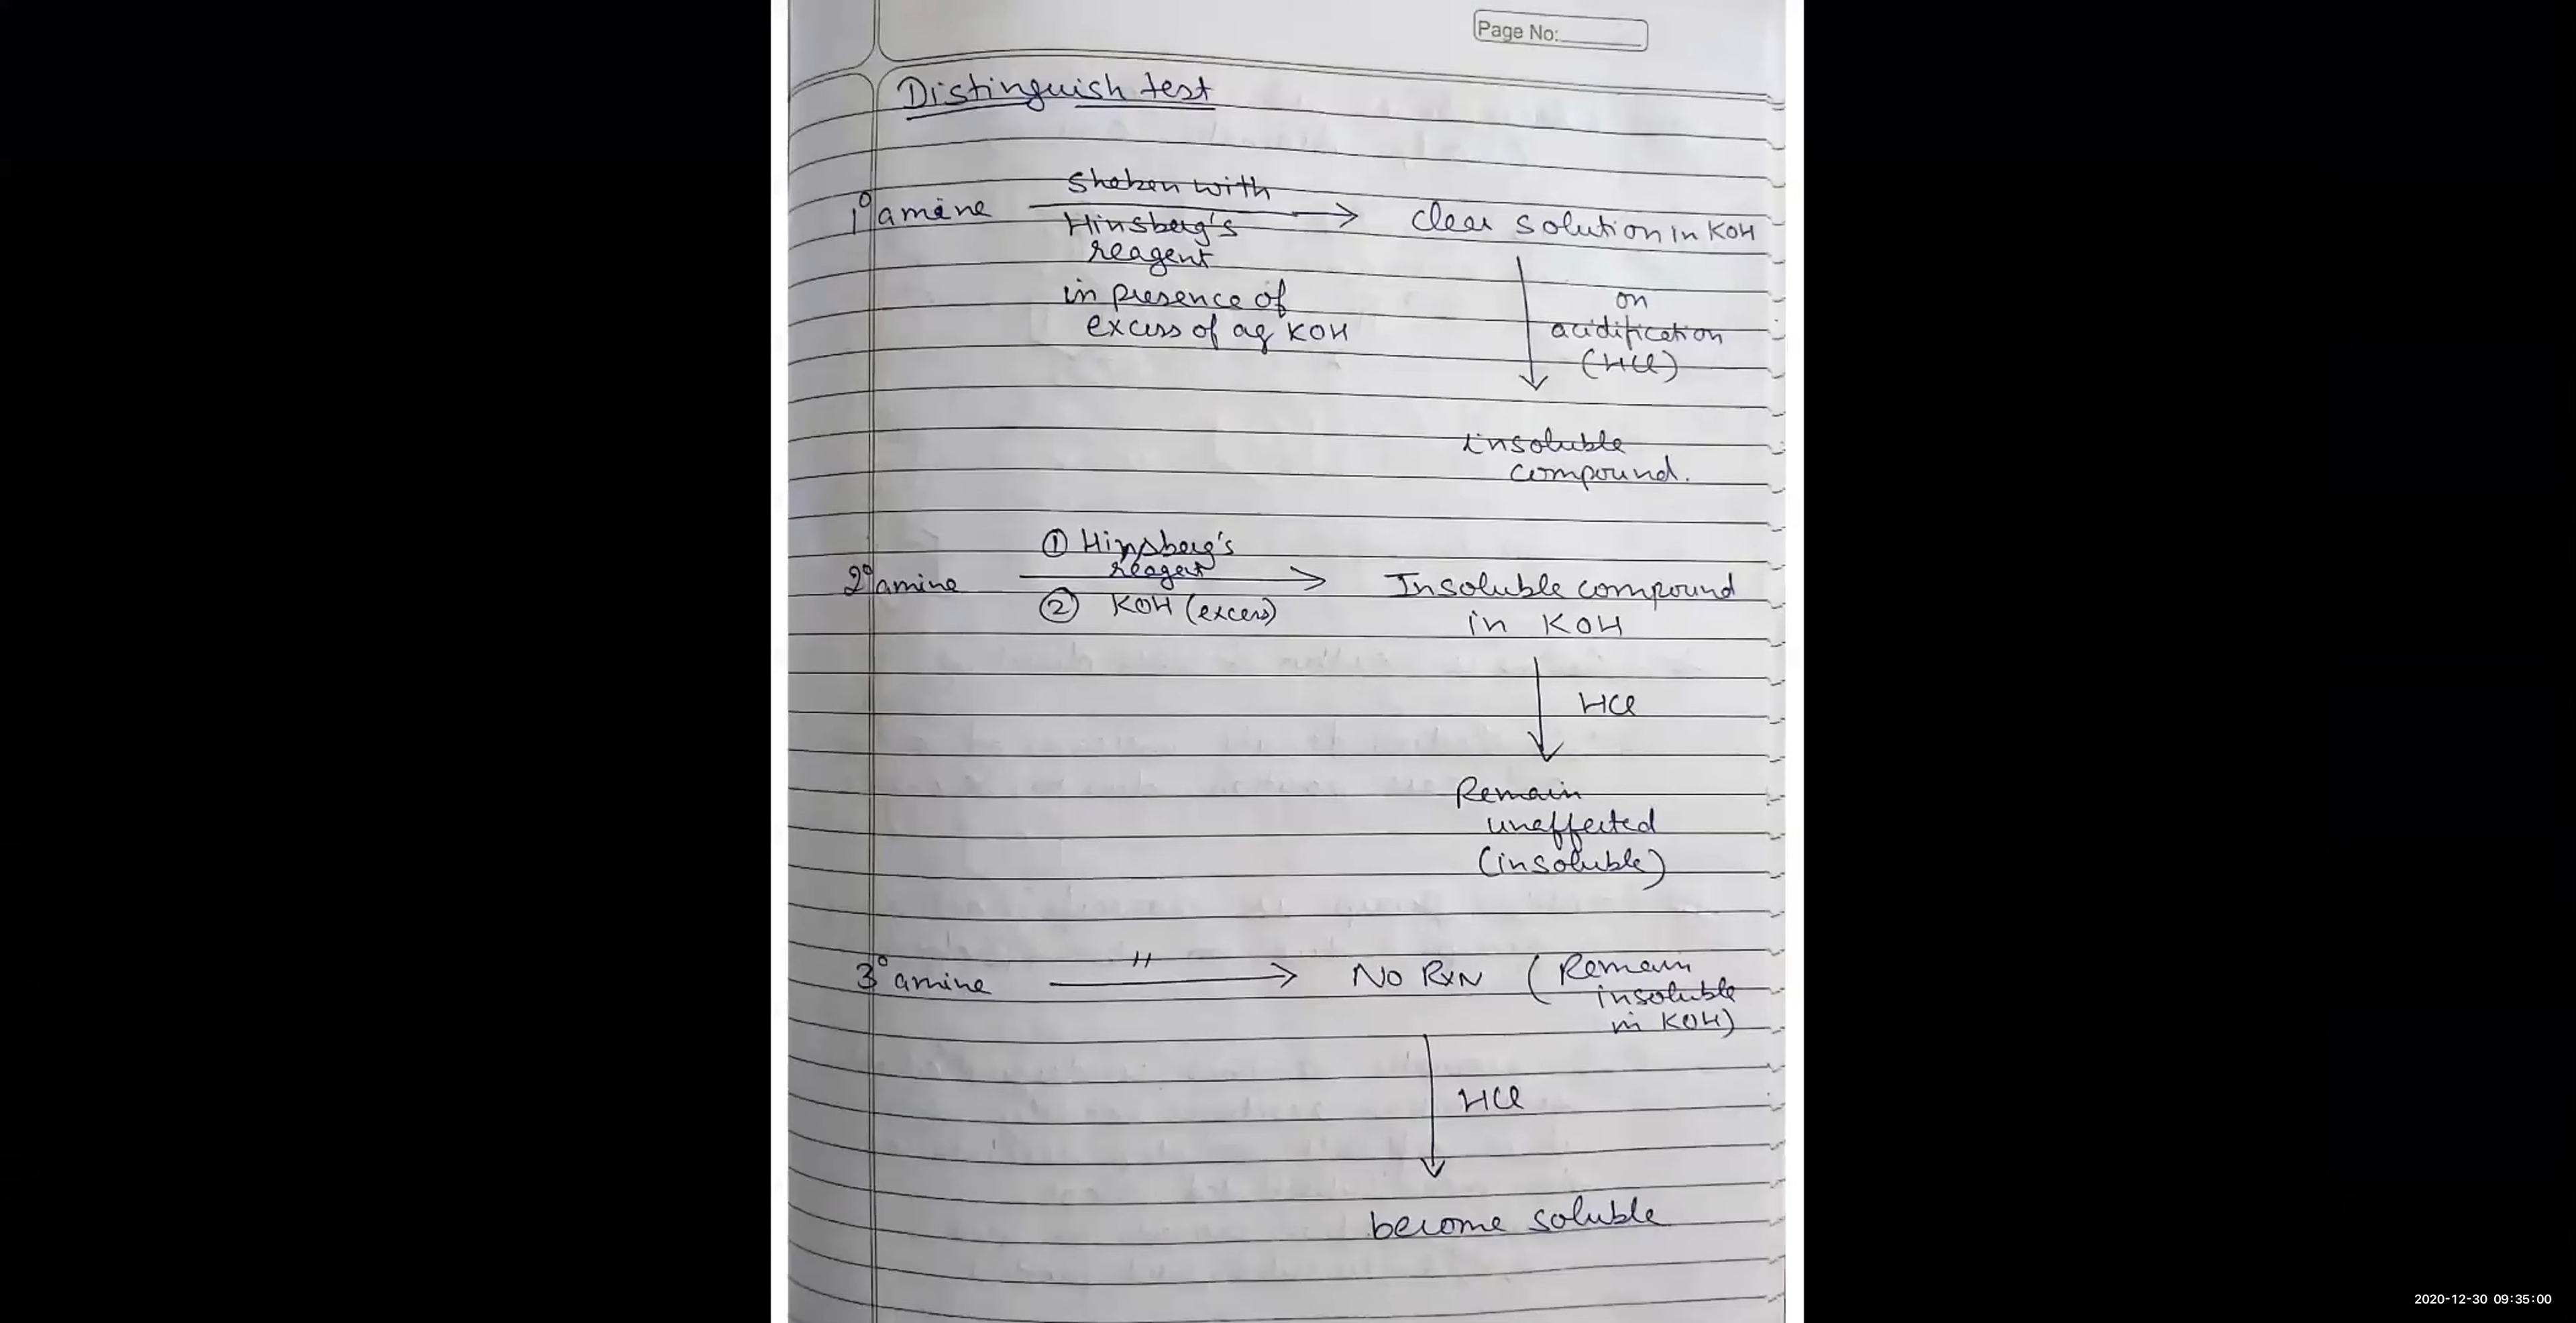 Page No:
Distinguish test
shaken with
1° amine → clear solution in KOH
Hinsberg's
reagent
in presence of
excess of aq KOH
on
acidification
(HCl)
insoluble
compound.
① Hinsberg's
reagent
2° amine → Insoluble compound
② KOH (excess)
in KOH
HCl
Remain
uneffected
(insoluble)
3° amine —"→ NO RXN (Remain
insoluble
in KOH)
HCl
become soluble
2020-12-30 09:35:00